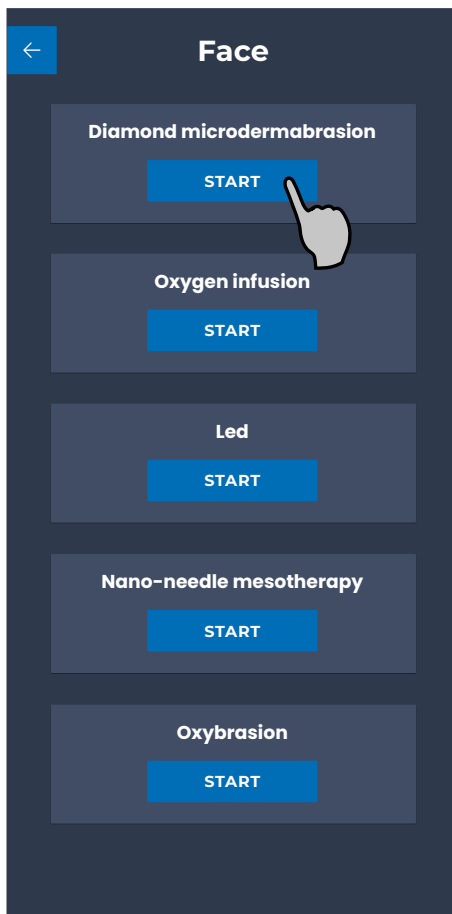 Face
Diamond microdermabrasion
START
Oxygen infusion
START
Led
START
Nano-needle mesotherapy
START
Oxybrasion
START